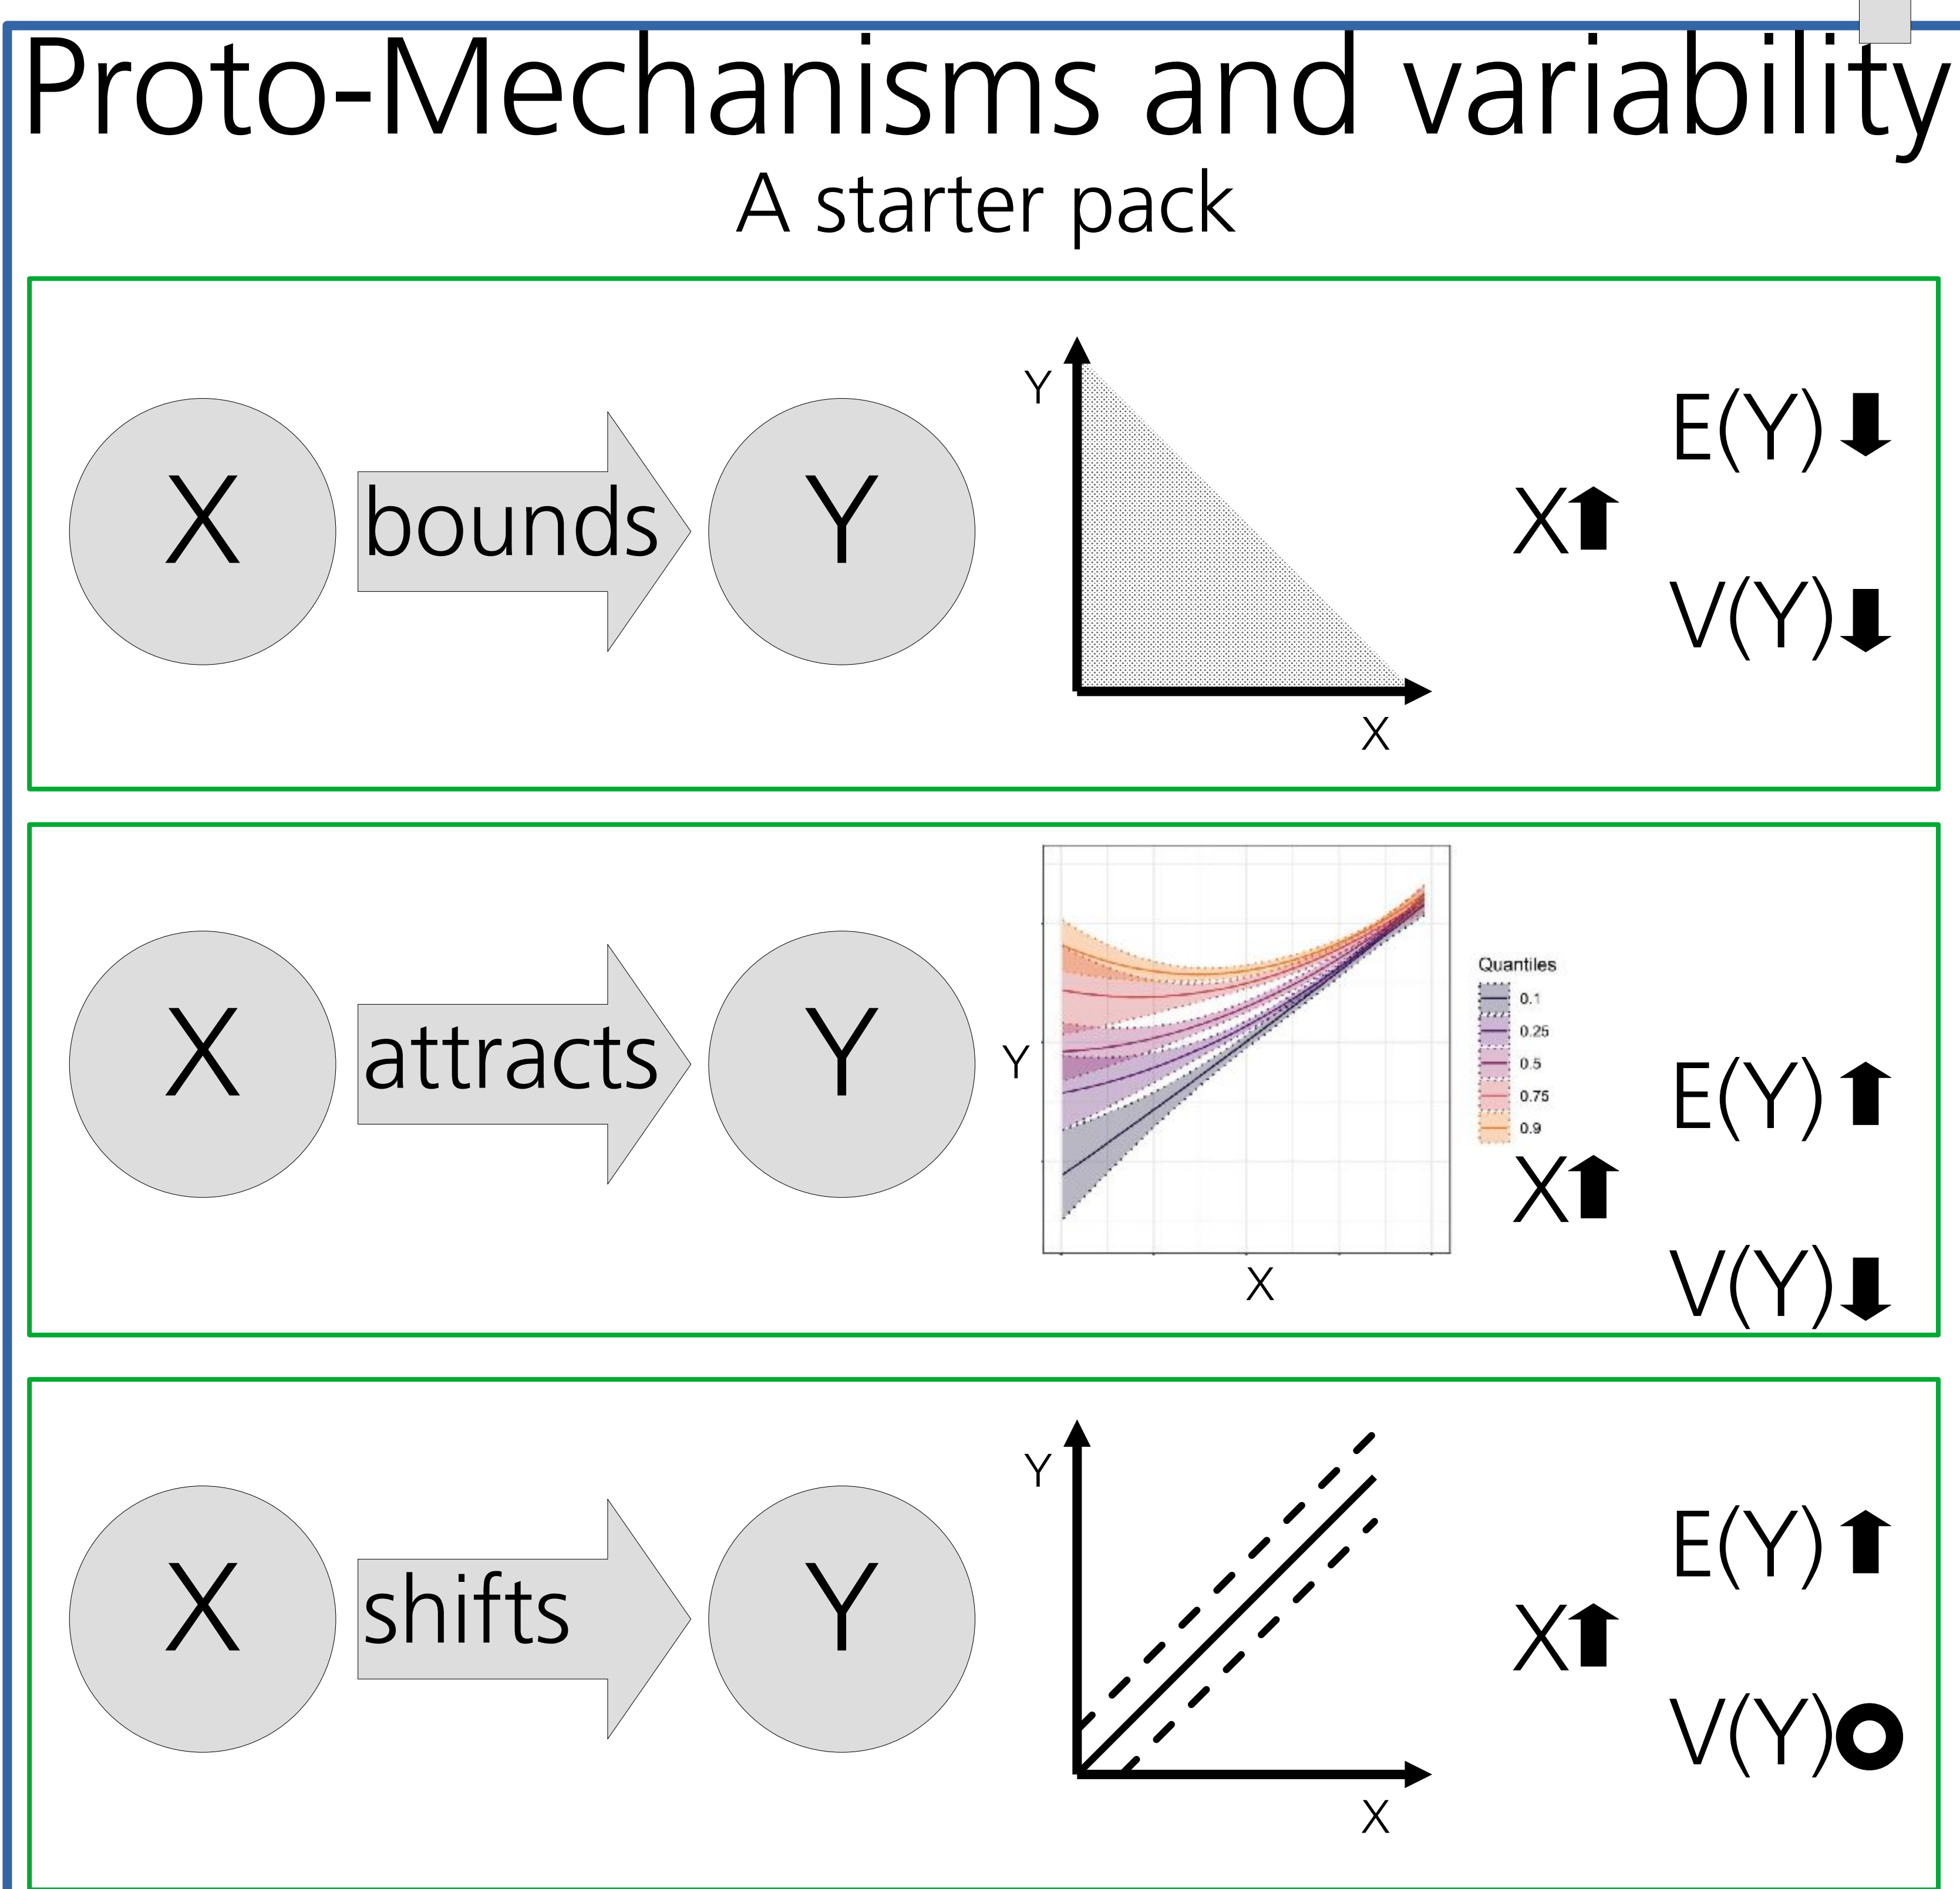 Proto-Mechanisms and variability
A starter pack
X bounds Y
Y
X
E(Y)
X
V(Y)
X attracts Y
Y
X
Quantiles
0.1
0.25
0.5
0.75
0.9
E(Y)
X
V(Y)
X shifts Y
Y
X
E(Y)
X
V(Y)